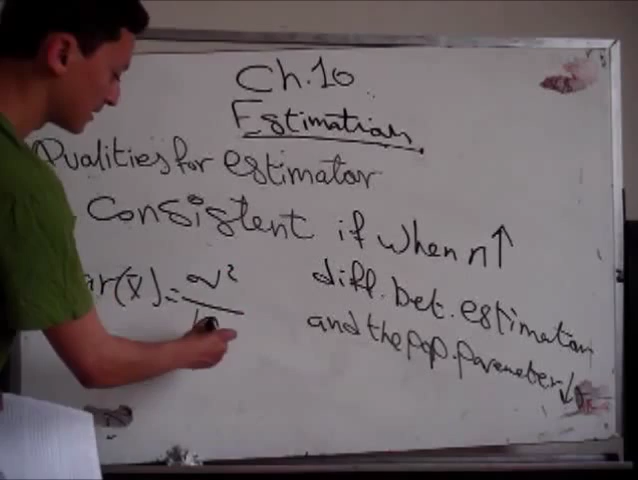 Ch.10
Estimation
Qualities for estimator
Consistent if when n↑
diff. bet. estimation
and the pop. parameter ↓
ar(x̄) = σ²